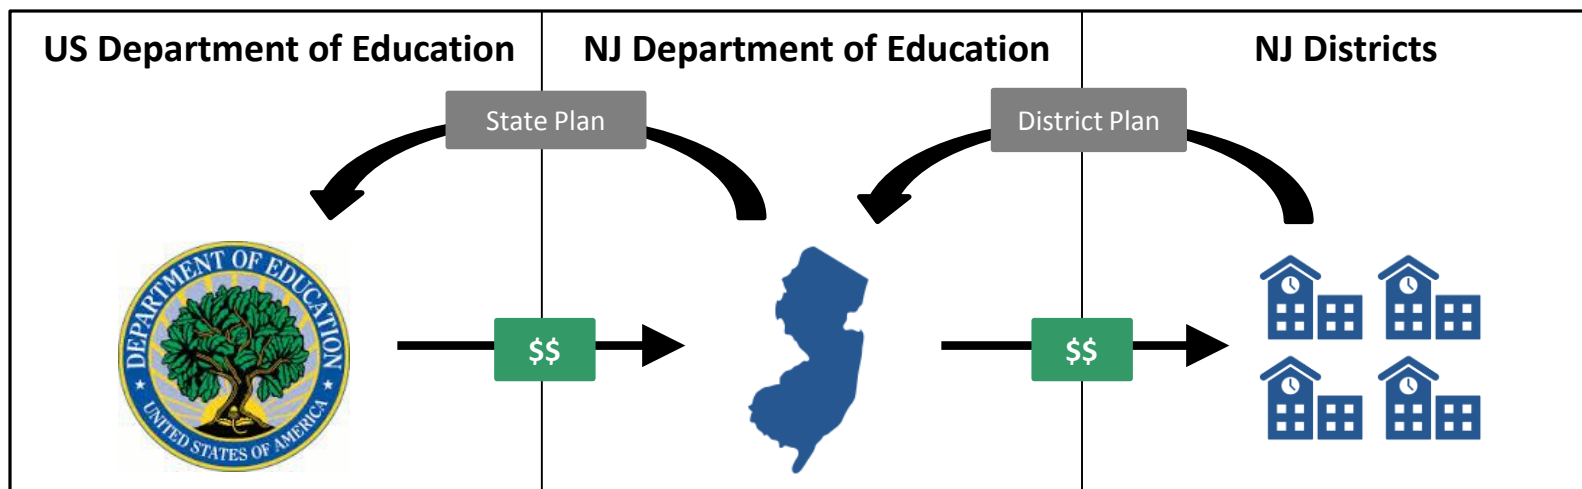 US Department of Education
NJ Department of Education
NJ Districts
State Plan
District Plan
DEPARTMENT OF EDUCATION
UNITED STATES OF AMERICA
$$
$$